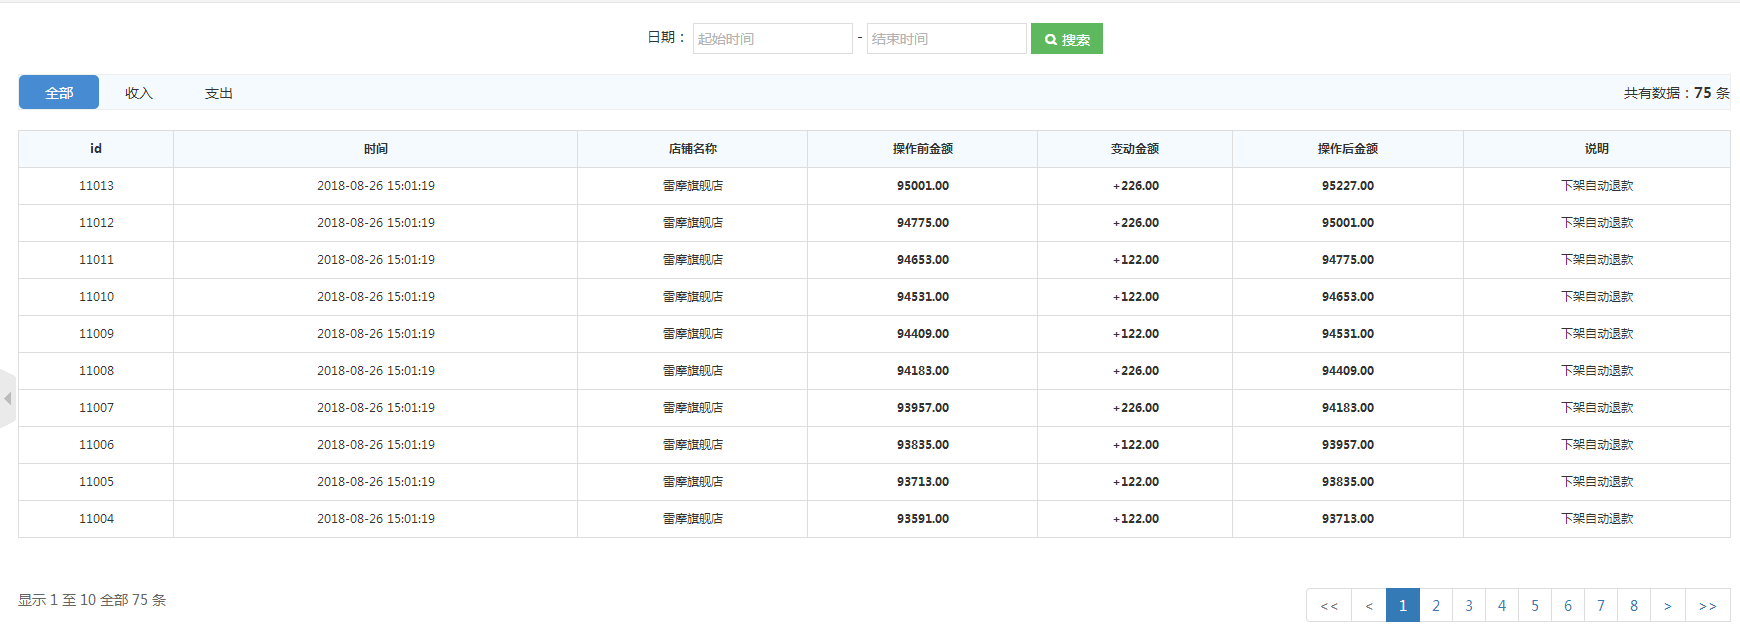 日期： 起始时间 - 结束时间 搜索
全部 收入 支出 共有数据：75 条
id 时间 店铺名称 操作前金额 变动金额 操作后金额 说明
11013 2018-08-26 15:01:19 雷摩旗舰店 95001.00 +226.00 95227.00 下架自动退款
11012 2018-08-26 15:01:19 雷摩旗舰店 94775.00 +226.00 95001.00 下架自动退款
11011 2018-08-26 15:01:19 雷摩旗舰店 94653.00 +122.00 94775.00 下架自动退款
11010 2018-08-26 15:01:19 雷摩旗舰店 94531.00 +122.00 94653.00 下架自动退款
11009 2018-08-26 15:01:19 雷摩旗舰店 94409.00 +122.00 94531.00 下架自动退款
11008 2018-08-26 15:01:19 雷摩旗舰店 94183.00 +226.00 94409.00 下架自动退款
11007 2018-08-26 15:01:19 雷摩旗舰店 93957.00 +226.00 94183.00 下架自动退款
11006 2018-08-26 15:01:19 雷摩旗舰店 93835.00 +122.00 93957.00 下架自动退款
11005 2018-08-26 15:01:19 雷摩旗舰店 93713.00 +122.00 93835.00 下架自动退款
11004 2018-08-26 15:01:19 雷摩旗舰店 93591.00 +122.00 93713.00 下架自动退款
显示 1 至 10 全部 75 条 << < 1 2 3 4 5 6 7 8 > >>